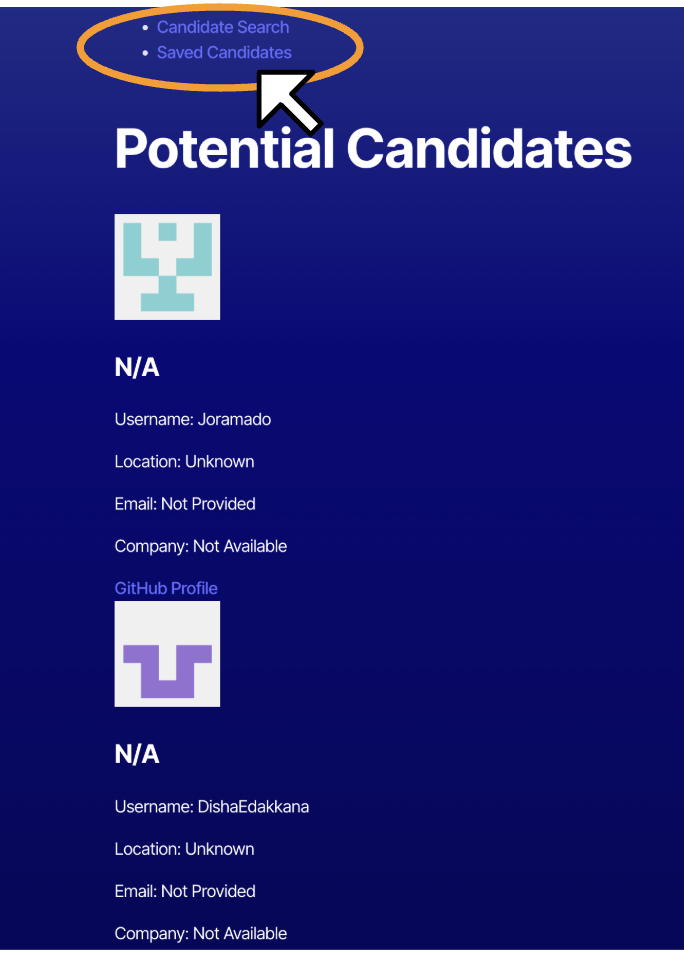 Candidate Search
Saved Candidates
Potential Candidates
N/A
Username: Joramado
Location: Unknown
Email: Not Provided
Company: Not Available
GitHub Profile
N/A
Username: DishaEdakkana
Location: Unknown
Email: Not Provided
Company: Not Available